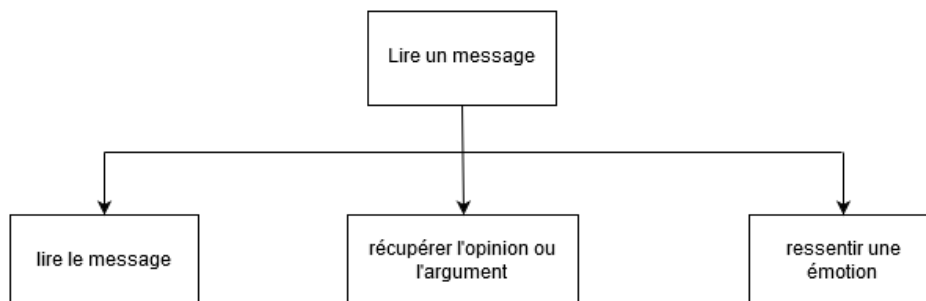 Lire un message
lire le message
récupérer l'opinion ou
l'argument
ressentir une
émotion